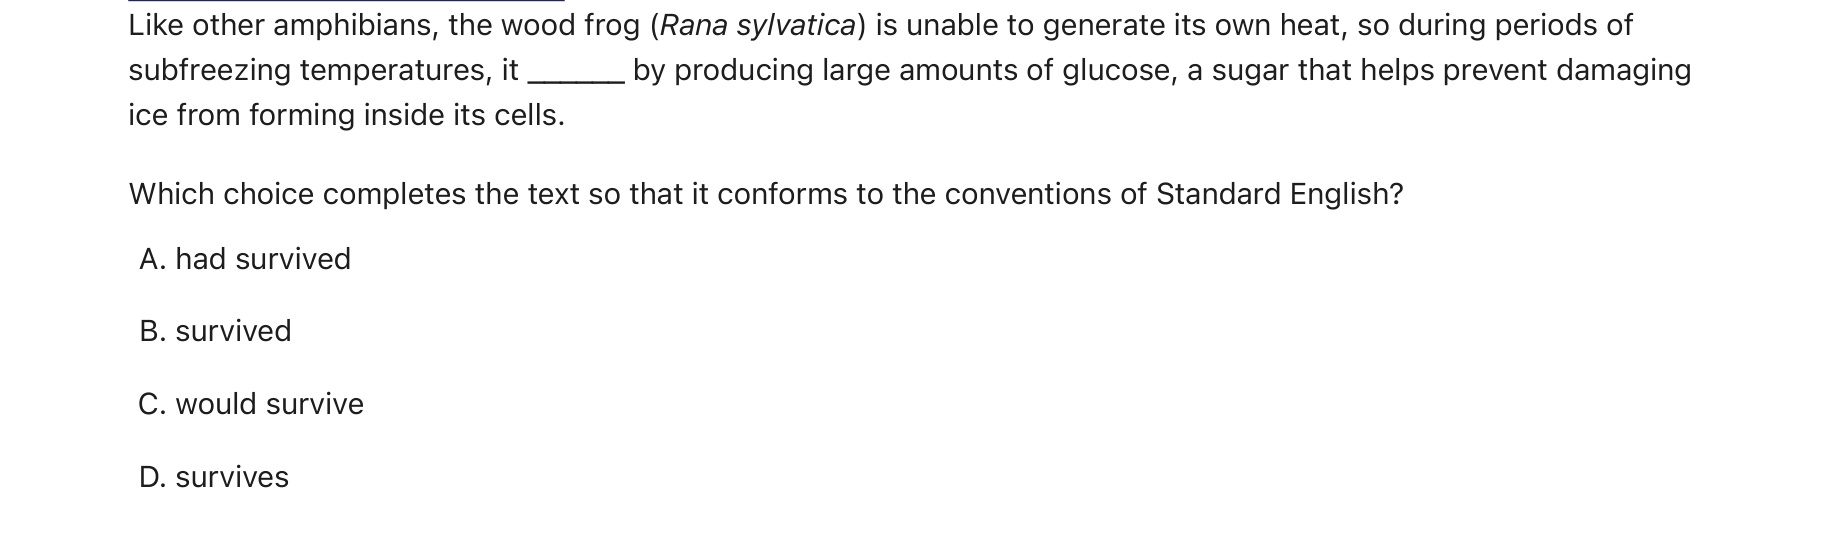 Like other amphibians, the wood frog (Rana sylvatica) is unable to generate its own heat, so during periods of
subfreezing temperatures, it ______ by producing large amounts of glucose, a sugar that helps prevent damaging
ice from forming inside its cells.
Which choice completes the text so that it conforms to the conventions of Standard English?
A. had survived
B. survived
C. would survive
D. survives